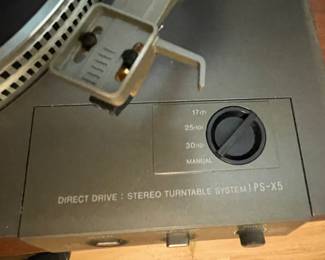 17㎝
25㎝
30㎝
MANUAL
DIRECT DRIVE : STEREO TURNTABLE SYSTEM / PS-X5